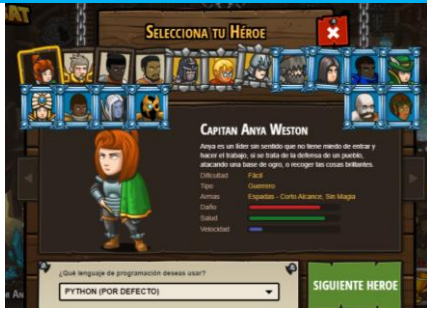 AT
SELECCIONA TU HÉROE
CAPITAN ANYA WESTON
Anya es un líder sin sentido que no tiene miedo de entrar y
hacer el trabajo, si se trata de la defensa de un pueblo,
atacando una base de ogro, o recoger las cosas brillantes.
Dificultad Fácil
Tipo Guerrero
Armas Espadas - Corto Alcance, Sin Magia
Daño
Salud
Velocidad
¿Qué lenguaje de programación deseas usar?
PYTHON (POR DEFECTO)
SIGUIENTE HEROE
R AN